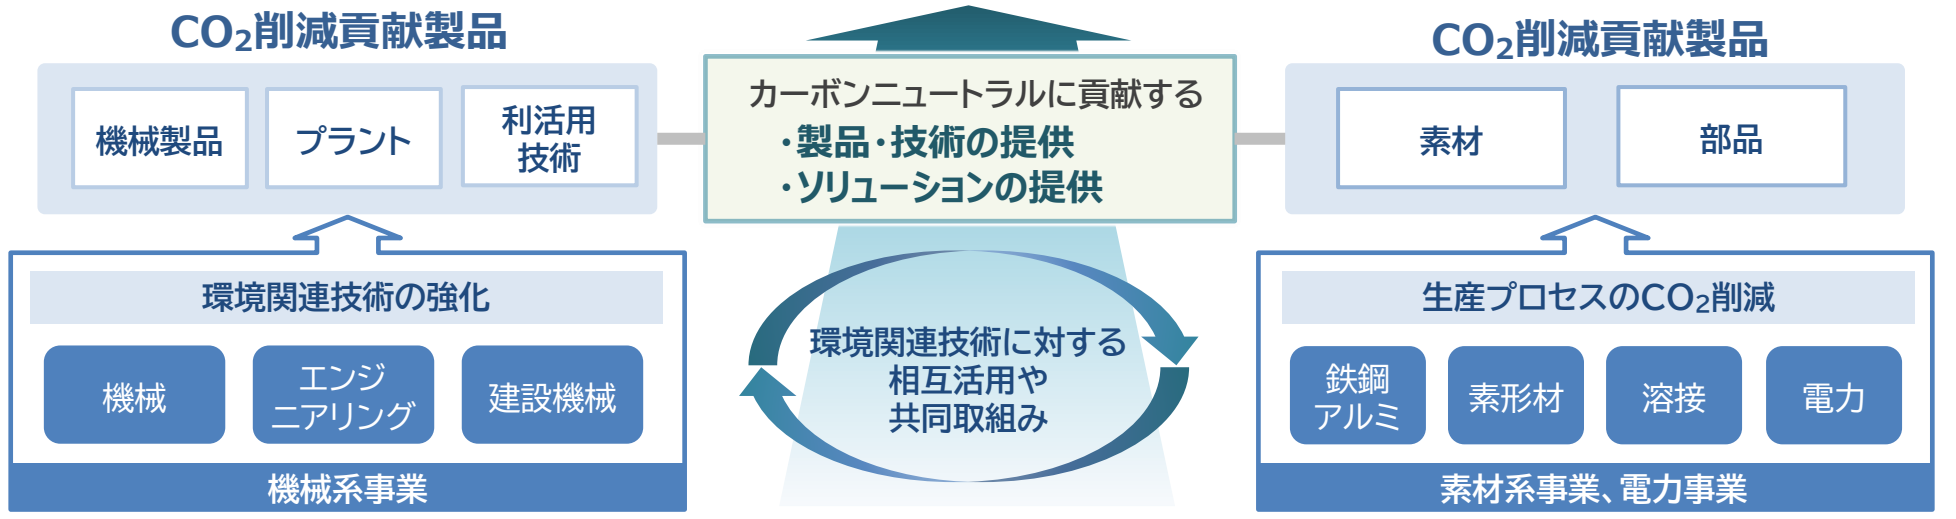 CO₂削減貢献製品
機械製品
プラント
利活用
技術
環境関連技術の強化
機械
エンジ
ニアリング
建設機械
機械系事業
カーボンニュートラルに貢献する
・製品・技術の提供
・ソリューションの提供
環境関連技術に対する
相互活用や
共同取組み
CO₂削減貢献製品
素材
部品
生産プロセスのCO₂削減
鉄鋼
アルミ
素形材
溶接
電力
素材系事業、電力事業